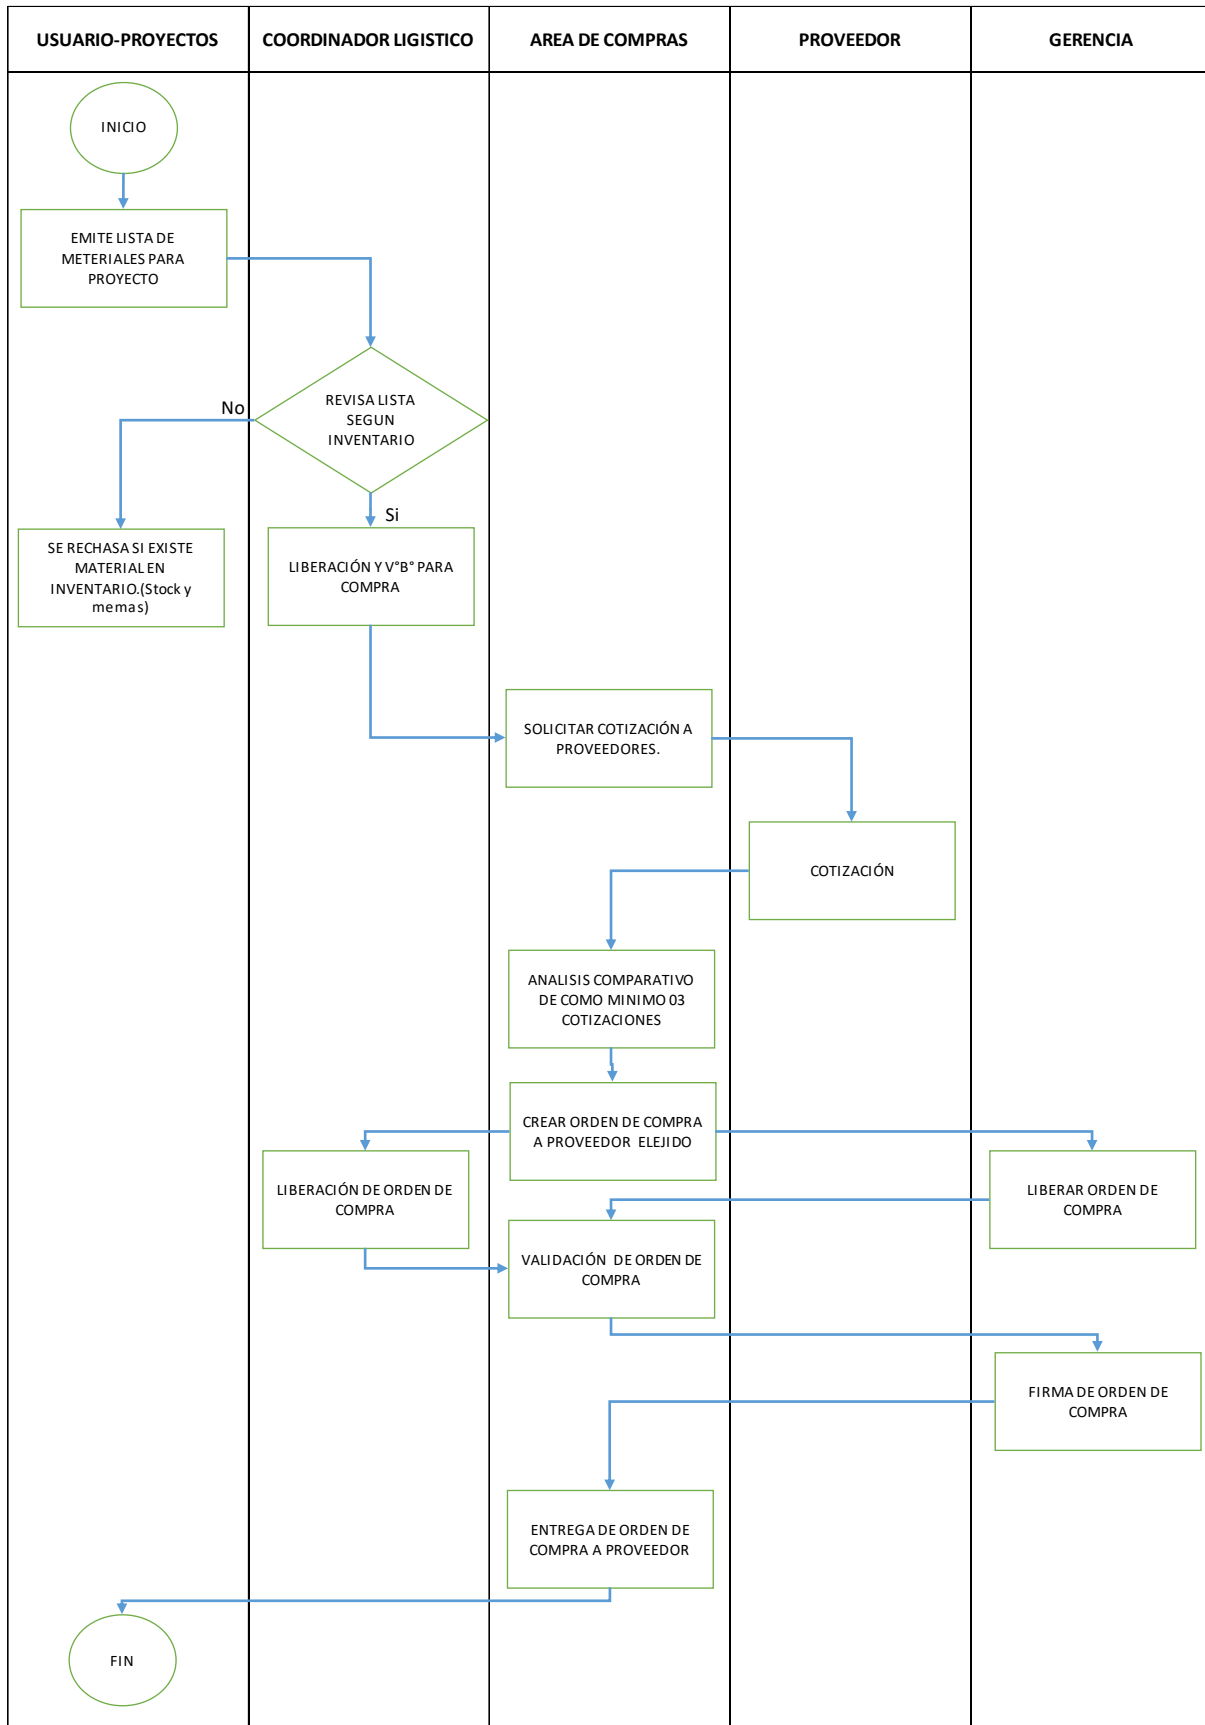 USUARIO-PROYECTOS
COORDINADOR LIGISTICO
AREA DE COMPRAS
PROVEEDOR
GERENCIA
INICIO
EMITE LISTA DE
METERIALES PARA
PROYECTO
REVISA LISTA
SEGUN
INVENTARIO
No
Si
SE RECHASA SI EXISTE
MATERIAL EN
INVENTARIO.(Stock y
memas)
LIBERACIÓN Y V°B° PARA
COMPRA
SOLICITAR COTIZACIÓN A
PROVEEDORES.
COTIZACIÓN
ANALISIS COMPARATIVO
DE COMO MINIMO 03
COTIZACIONES
CREAR ORDEN DE COMPRA
A PROVEEDOR ELEJIDO
LIBERACIÓN DE ORDEN DE
COMPRA
LIBERAR ORDEN DE
COMPRA
VALIDACIÓN DE ORDEN DE
COMPRA
FIRMA DE ORDEN DE
COMPRA
ENTREGA DE ORDEN DE
COMPRA A PROVEEDOR
FIN